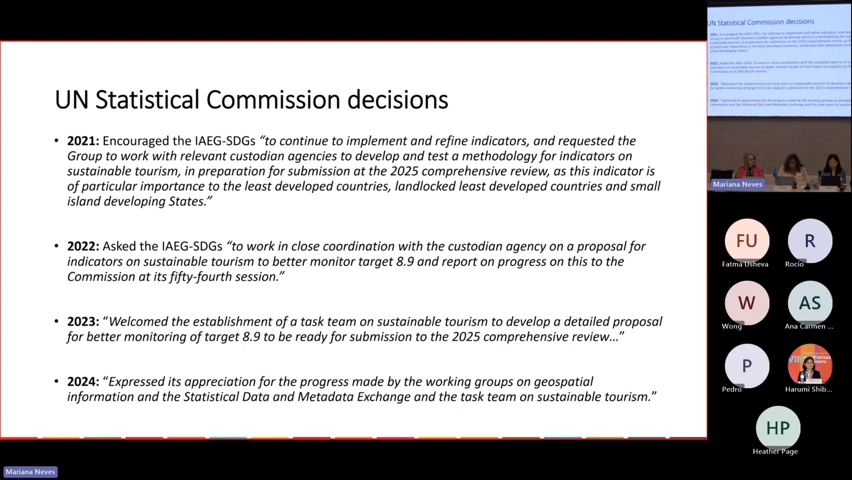 UN Statistical Commission decisions
• 2021: Encouraged the IAEG-SDGs “to continue to implement and refine indicators, and requested the
Group to work with relevant custodian agencies to develop and test a methodology for indicators on
sustainable tourism, in preparation for submission at the 2025 comprehensive review, as this indicator is
of particular importance to the least developed countries, landlocked least developed countries and small
island developing States.”
• 2022: Asked the IAEG-SDGs “to work in close coordination with the custodian agency on a proposal for
indicators on sustainable tourism to better monitor target 8.9 and report on progress on this to the
Commission at its fifty-fourth session.”
• 2023: “Welcomed the establishment of a task team on sustainable tourism to develop a detailed proposal
for better monitoring of target 8.9 to be ready for submission to the 2025 comprehensive review…”
• 2024: “Expressed its appreciation for the progress made by the working groups on geospatial
information and the Statistical Data and Metadata Exchange and the task team on sustainable tourism.”
Mariana Neves
UN Statistical Commission decisions
Mariana Neves
FU
Fatma Usheva
R
Rocio
W
Wong
AS
Ana Carmen ...
P
Pedro
Harumi Shib...
HP
Heather Page